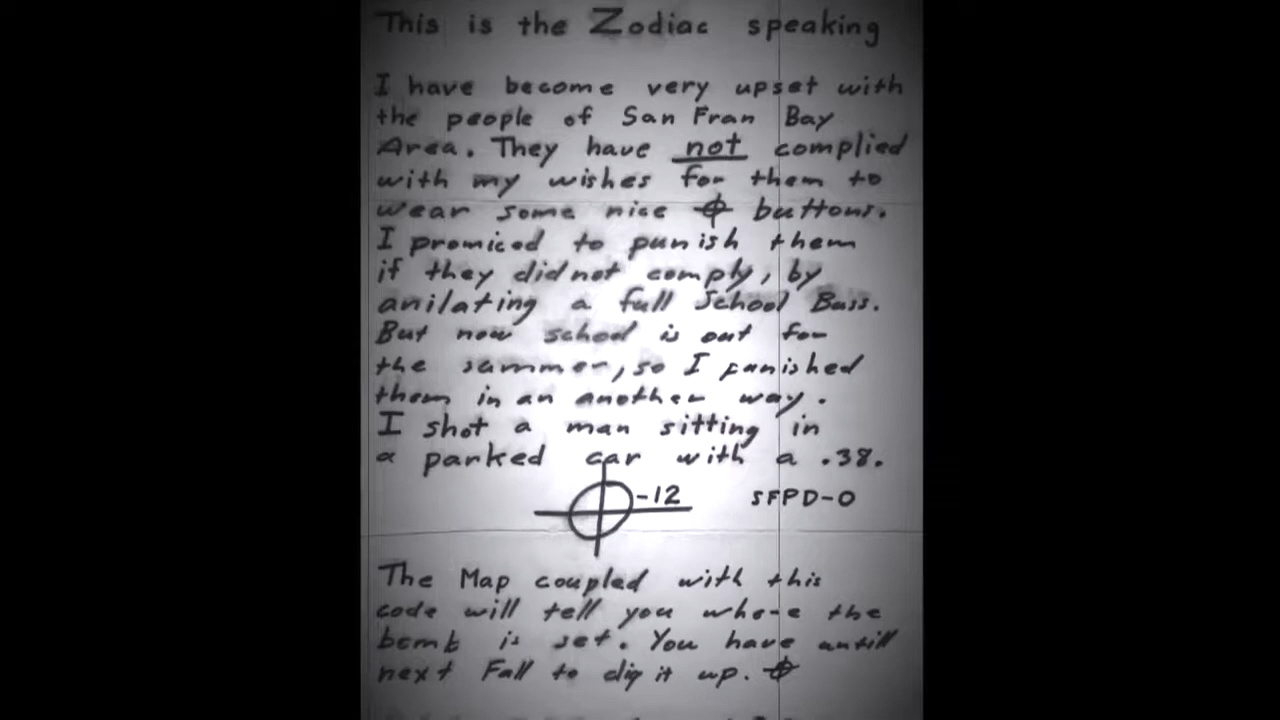 This is the Zodiac speaking
I have become very upset with
the people of San Fran Bay
Area. They have not complied
with my wishes for them to
wear some nice ⌖ buttons.
I promiced to punish them
if they did not comply, by
anilating a full School Buss.
But now school is out for
the summer, so I punished
them in an another way.
I shot a man sitting in
a parked car with a .38.
⌖-12 SFPD-0
The Map coupled with this
code will tell you where the
bomb is set. You have untill
next Fall to dig it up. ⌖